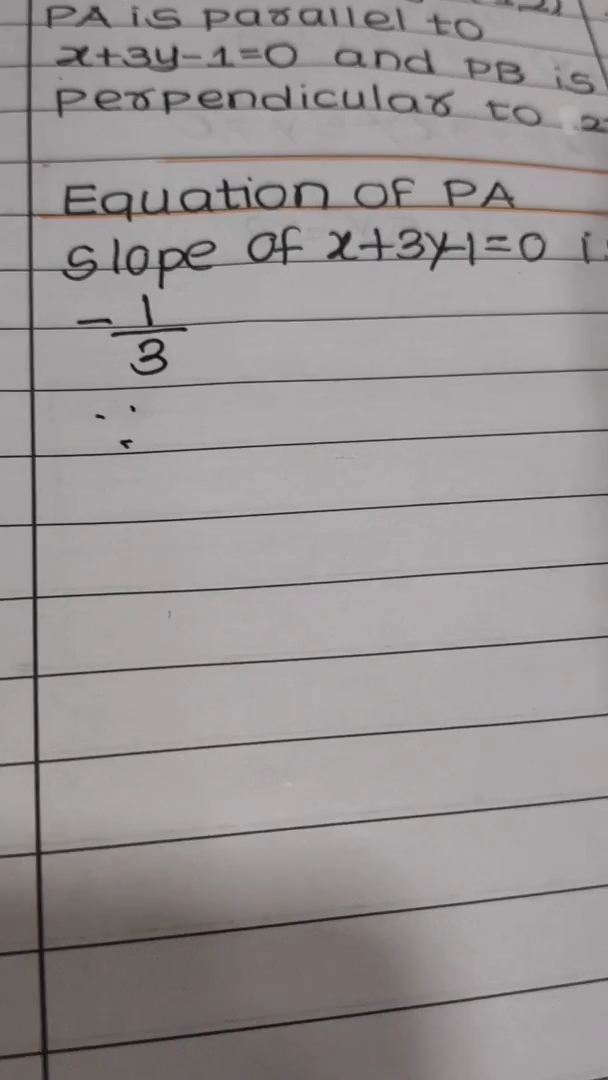 PA is parallel to
x+3y-1=0 and PB is
perpendicular to
Equation of PA
slope of x+3y-1=0
-1/3
∴